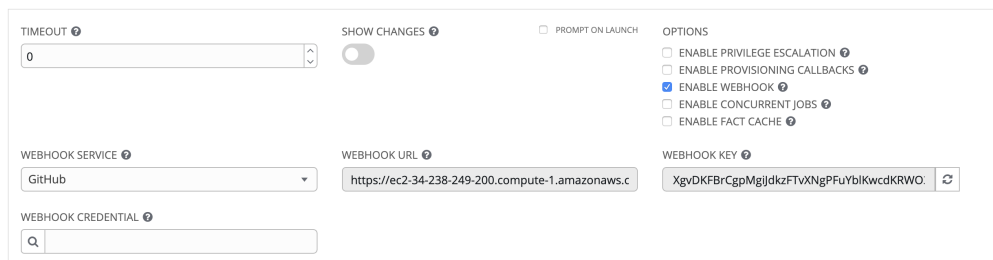 TIMEOUT
0
SHOW CHANGES
PROMPT ON LAUNCH
OPTIONS
ENABLE PRIVILEGE ESCALATION
ENABLE PROVISIONING CALLBACKS
ENABLE WEBHOOK
ENABLE CONCURRENT JOBS
ENABLE FACT CACHE
WEBHOOK SERVICE
GitHub
WEBHOOK URL
https://ec2-34-238-249-200.compute-1.amazonaws.c
WEBHOOK KEY
XgvDKFBrCgpMgiJdkzFTvXNgPFuYblKwcdKRWO
WEBHOOK CREDENTIAL